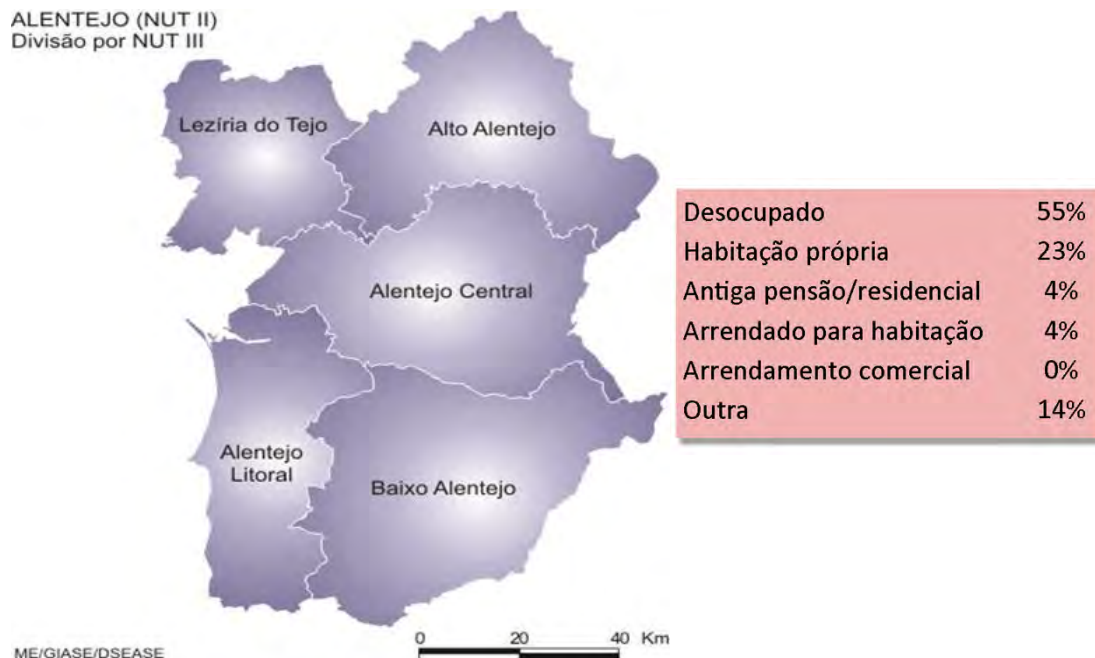 ALENTEJO (NUT II)
Divisão por NUT III
Lezíria do Tejo
Alto Alentejo
Alentejo Central
Alentejo
Litoral
Baixo Alentejo
Desocupado 55%
Habitação própria 23%
Antiga pensão/residencial 4%
Arrendado para habitação 4%
Arrendamento comercial 0%
Outra 14%
0 20 40 Km
ME/GIASE/DSEASE